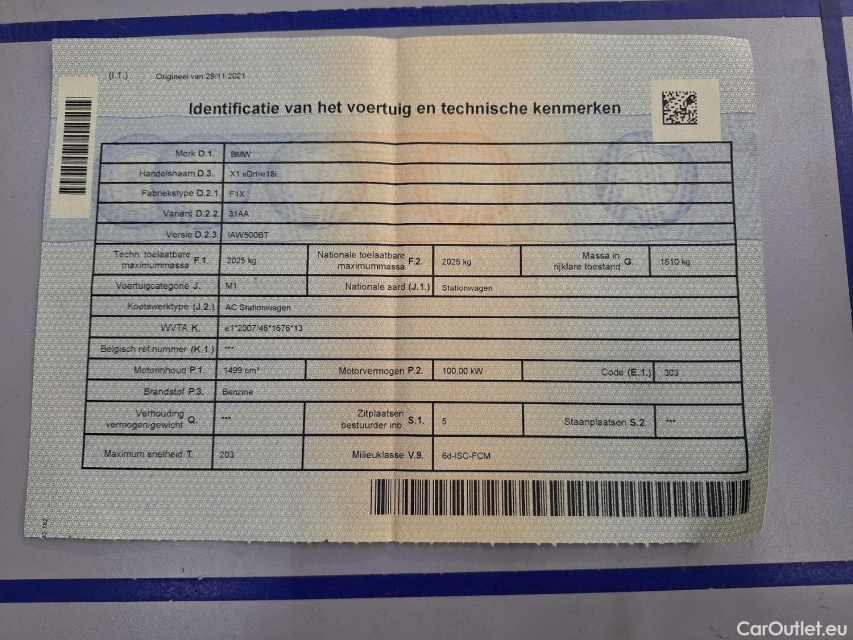 (I.1.) Origineel van 29/11/2021
Identificatie van het voertuig en technische kenmerken
Merk D.1. BMW
Handelsnaam D.3. X1 sDrive18i
Fabriekstype D.2.1. F1X
Variant D.2.2. 31AA
Versie D.2.3. IAW500BT
Techn. toelaatbare maximummassa F.1. 2025 kg Nationale toelaatbare maximummassa F.2. 2025 kg Massa in rijklare toestand G. 1510 kg
Voertuigcategorie J. M1 Nationale aard (J.1.) Stationwagen
Koetswerktype (J.2.) AC Stationwagen
WVTA K. e1*2007/46*1676*13
Belgisch ref.nummer (K.1.) ***
Motorinhoud P.1. 1499 cm³ Motorvermogen P.2. 100,00 kW Code (E.1.) 303
Brandstof P.3. Benzine
Verhouding vermogen/gewicht Q. *** Zitplaatsen bestuurder inb. S.1. 5 Staanplaatsen S.2. ***
Maximum snelheid T. 203 Milieuklasse V.9. 6d-ISC-FCM
CarOutlet.eu